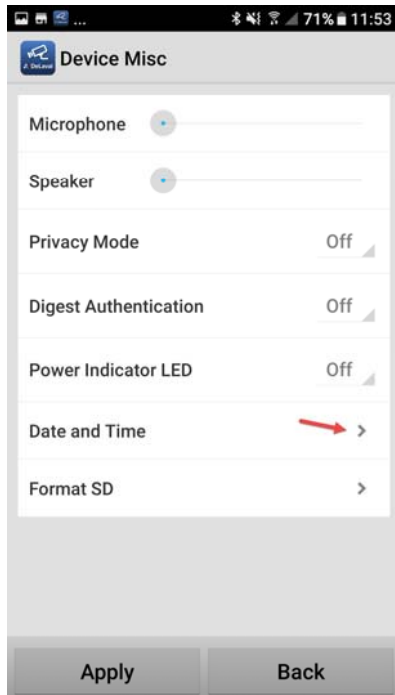 ... 71% 11:53
Device Misc
Microphone
Speaker
Privacy Mode Off
Digest Authentication Off
Power Indicator LED Off
Date and Time >
Format SD >
Apply Back